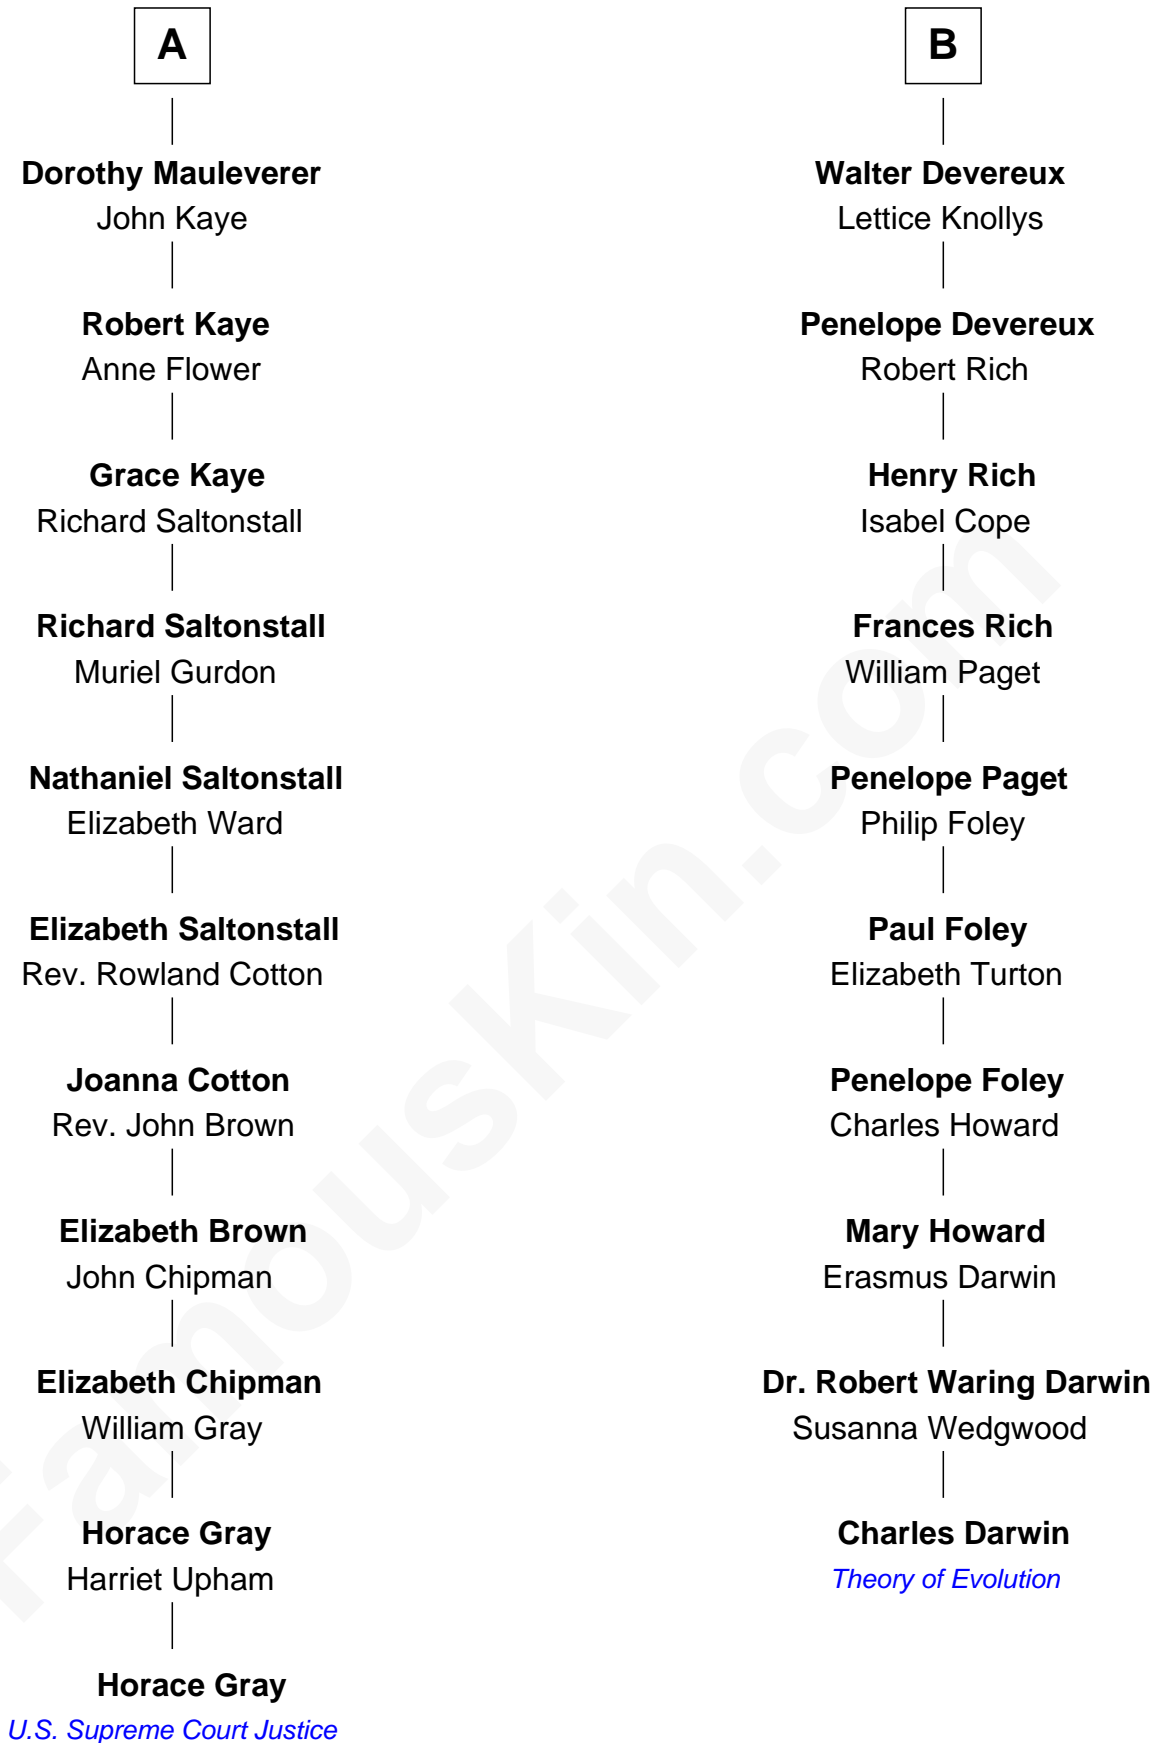 A
Dorothy Mauleverer
John Kaye
Robert Kaye
Anne Flower
Grace Kaye
Richard Saltonstall
Richard Saltonstall
Muriel Gurdon
Nathaniel Saltonstall
Elizabeth Ward
Elizabeth Saltonstall
Rev. Rowland Cotton
Joanna Cotton
Rev. John Brown
Elizabeth Brown
John Chipman
Elizabeth Chipman
William Gray
Horace Gray
Harriet Upham
Horace Gray
U.S. Supreme Court Justice
B
Walter Devereux
Lettice Knollys
Penelope Devereux
Robert Rich
Henry Rich
Isabel Cope
Frances Rich
William Paget
Penelope Paget
Philip Foley
Paul Foley
Elizabeth Turton
Penelope Foley
Charles Howard
Mary Howard
Erasmus Darwin
Dr. Robert Waring Darwin
Susanna Wedgwood
Charles Darwin
Theory of Evolution
FamousKin.com